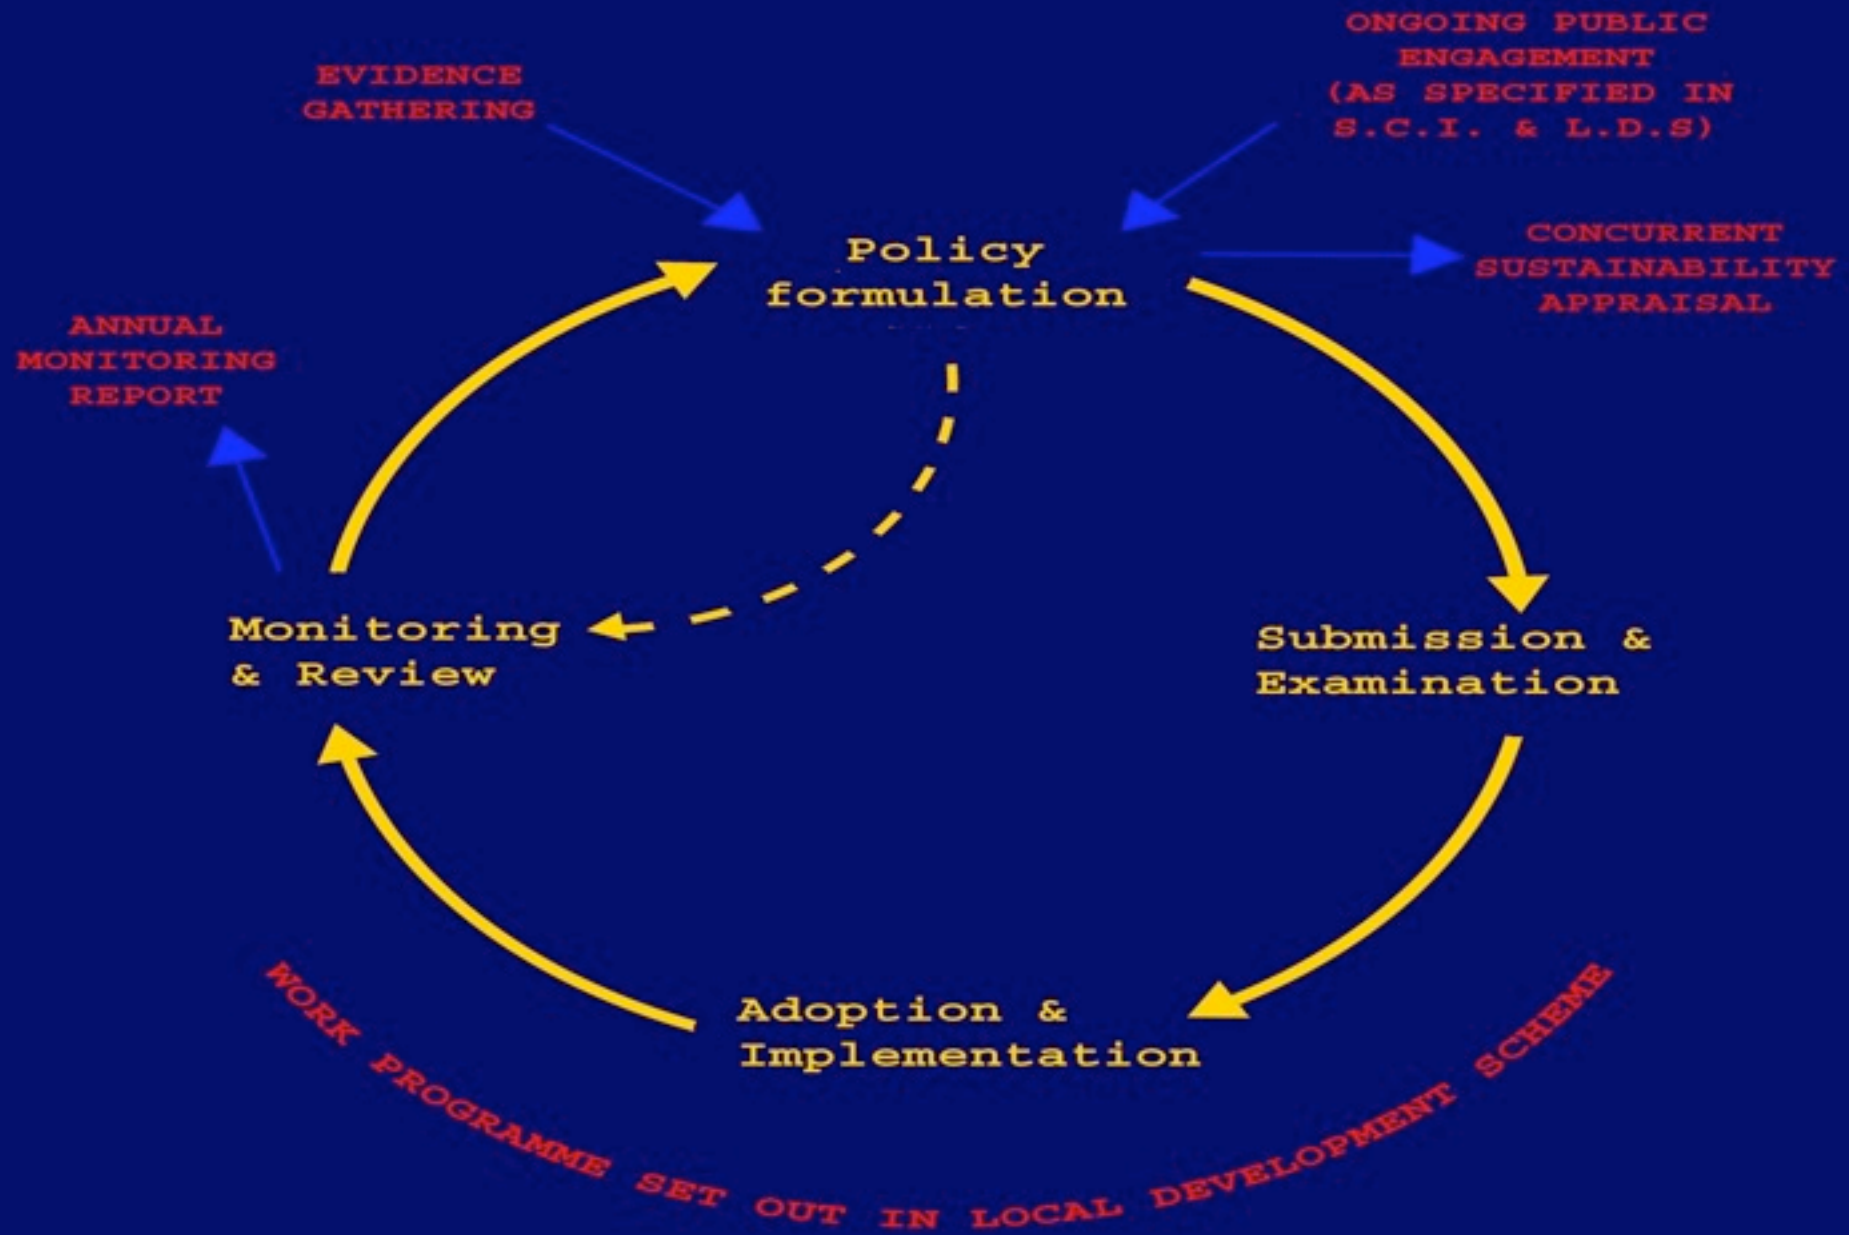 EVIDENCE
GATHERING
ONGOING PUBLIC
ENGAGEMENT
(AS SPECIFIED IN
S.C.I. & L.D.S)
Policy
formulation
CONCURRENT
SUSTAINABILITY
APPRAISAL
ANNUAL
MONITORING
REPORT
Monitoring
& Review
Submission &
Examination
Adoption &
Implementation
WORK PROGRAMME SET OUT IN LOCAL DEVELOPMENT SCHEME